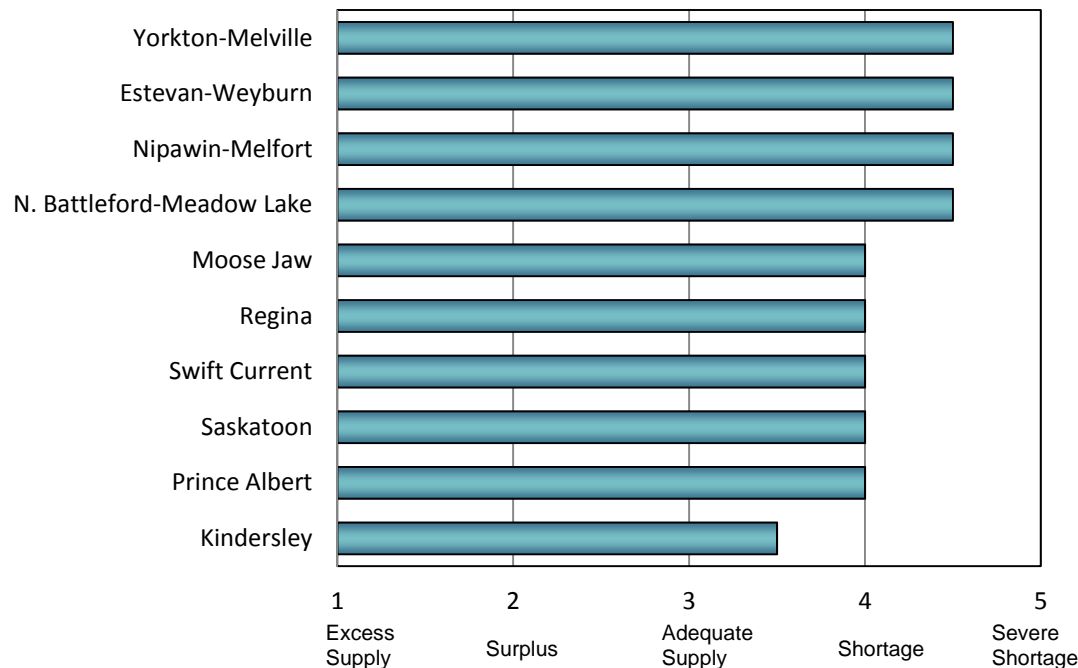 Yorkton-Melville
Estevan-Weyburn
Nipawin-Melfort
N. Battleford-Meadow Lake
Moose Jaw
Regina
Swift Current
Saskatoon
Prince Albert
Kindersley
1 2 3 4 5
Excess Supply Surplus Adequate Supply Shortage Severe Shortage